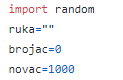 import random
ruka=""
brojac=0
novac=1000